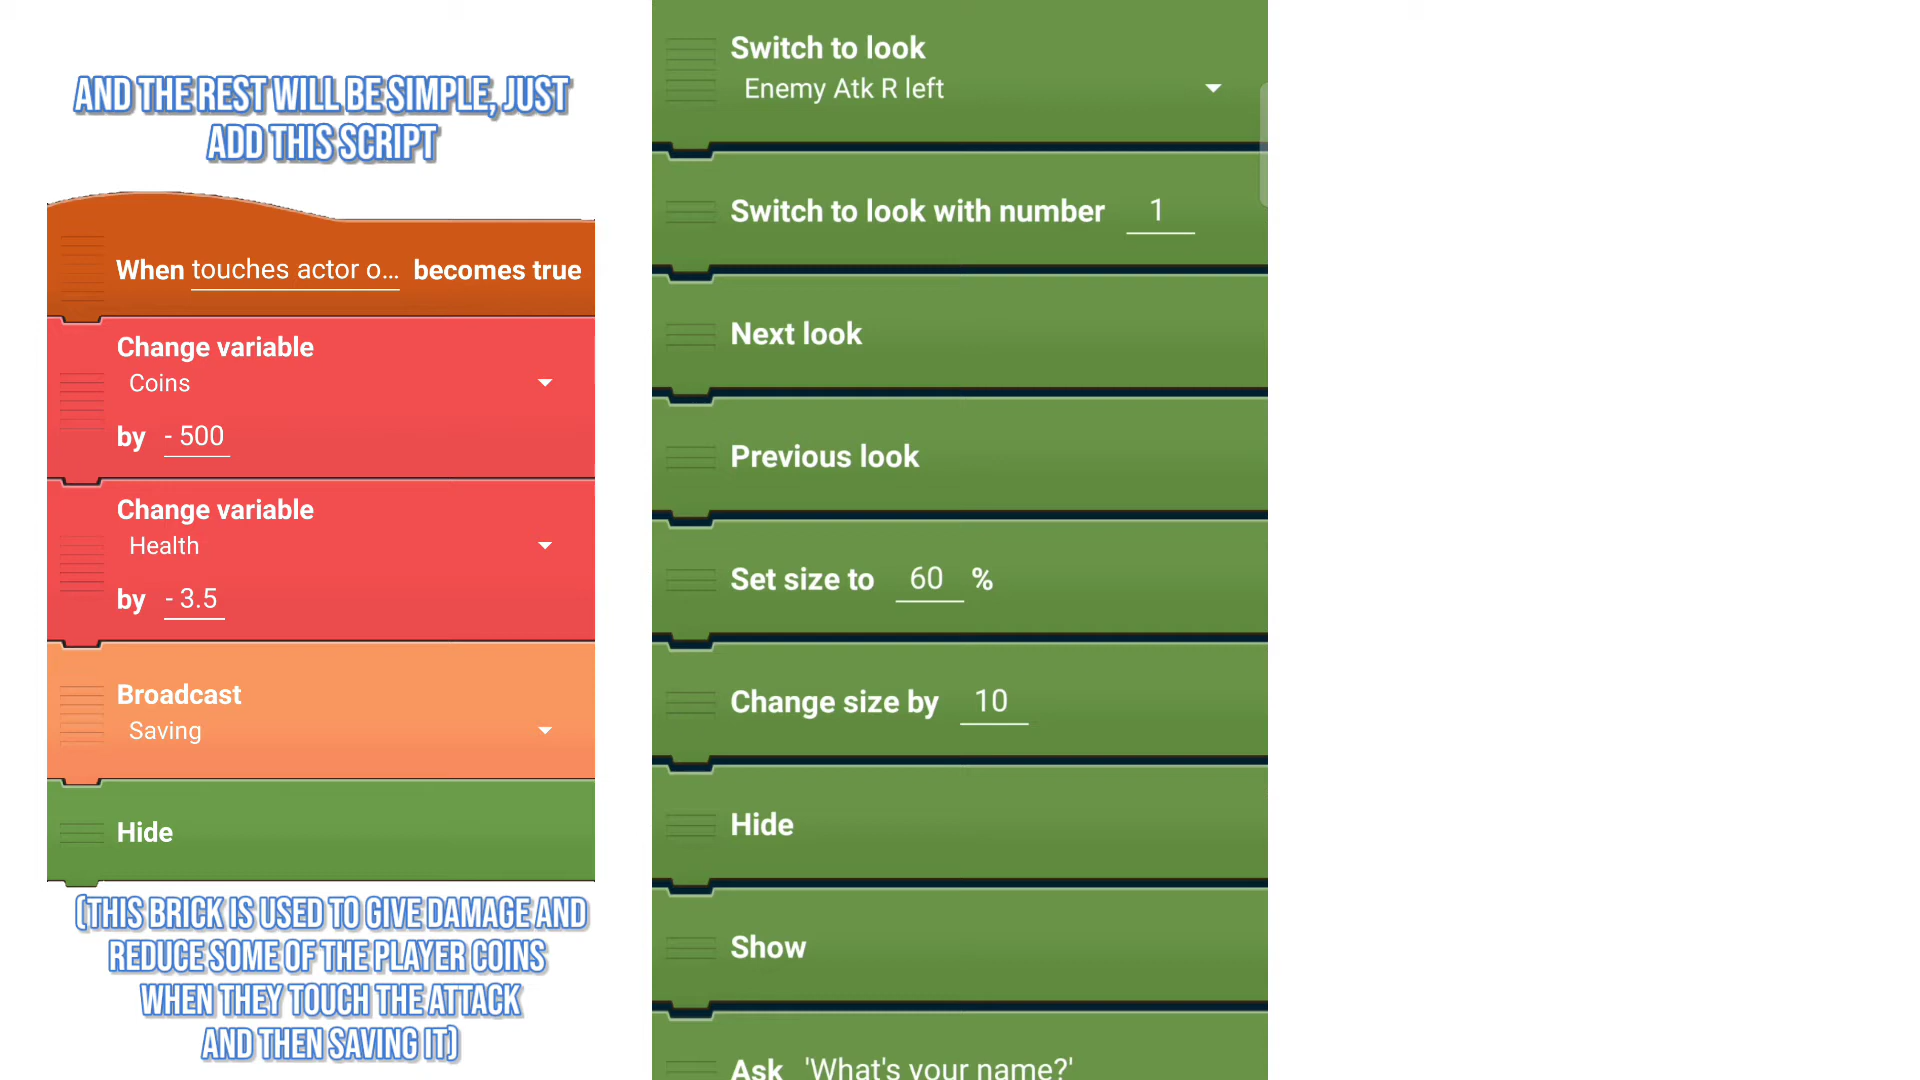 AND THE REST WILL BE SIMPLE, JUST
ADD THIS SCRIPT
When touches actor o... becomes true
Change variable
Coins
by - 500
Change variable
Health
by - 3.5
Broadcast
Saving
Hide
(THIS BRICK IS USED TO GIVE DAMAGE AND
REDUCE SOME OF THE PLAYER COINS
WHEN THEY TOUCH THE ATTACK
AND THEN SAVING IT)
Switch to look
Enemy Atk R left
Switch to look with number 1
Next look
Previous look
Set size to 60 %
Change size by 10
Hide
Show
Ask 'What's your name?'